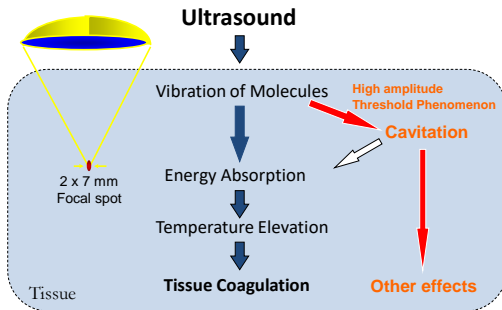 Ultrasound
Vibration of Molecules
High amplitude
Threshold Phenomenon
Cavitation
2 x 7 mm
Focal spot
Energy Absorption
Temperature Elevation
Tissue Coagulation
Other effects
Tissue